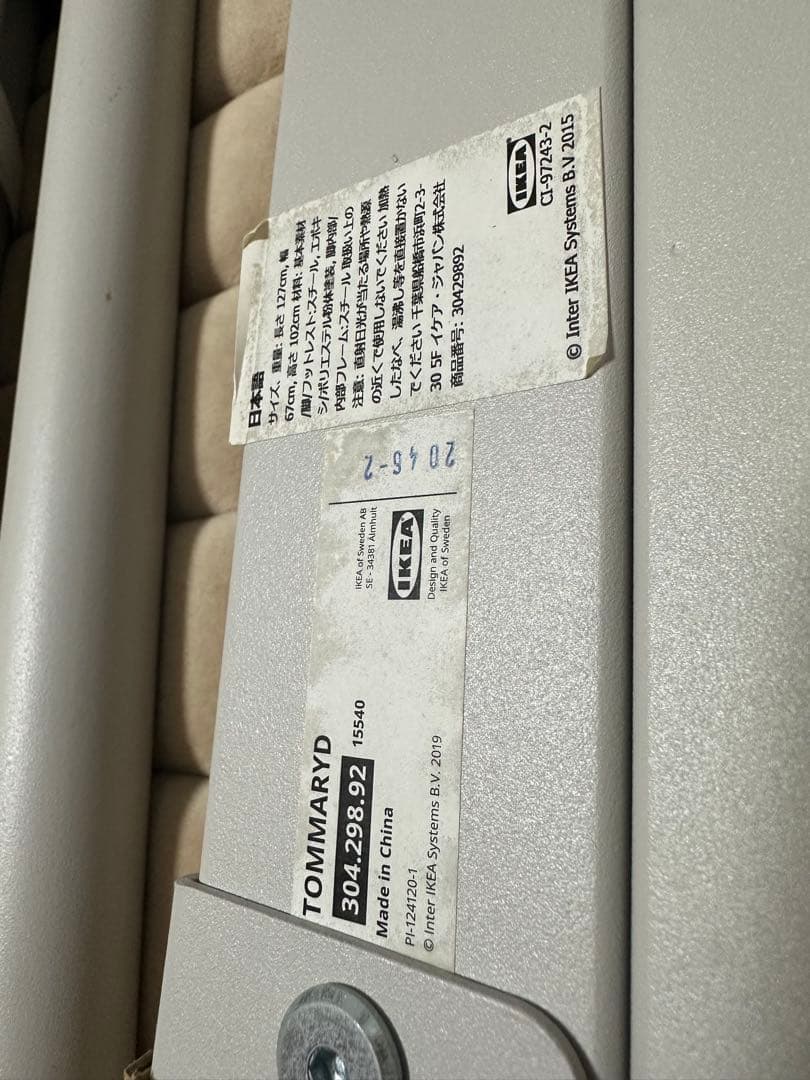 日本語
サイズ、重量: 長さ 127cm, 幅
67cm, 高さ 102cm 材料: 基本素材
/脚/フットレスト:スチール, エポキ
シ/ポリエステル粉体塗装, 脚内部/
内部フレーム:スチール 取扱い上の
注意: 直射日光が当たる場所や熱源
の近くで使用しないでください 加熱
したなべ、湯沸し等を直接置かない
でください 千葉県船橋市浜町2-3-
30 5F イケア・ジャパン株式会社
商品番号: 30429892
IKEA
CI-97243-2
© Inter IKEA Systems B.V 2015
TOMMARYD
304.298.92 15540
Made in China
PI-124120-1
© Inter IKEA Systems B.V. 2019
IKEA of Sweden AB
SE - 34381 Älmhult
IKEA
Design and Quality
IKEA of Sweden
2046-2